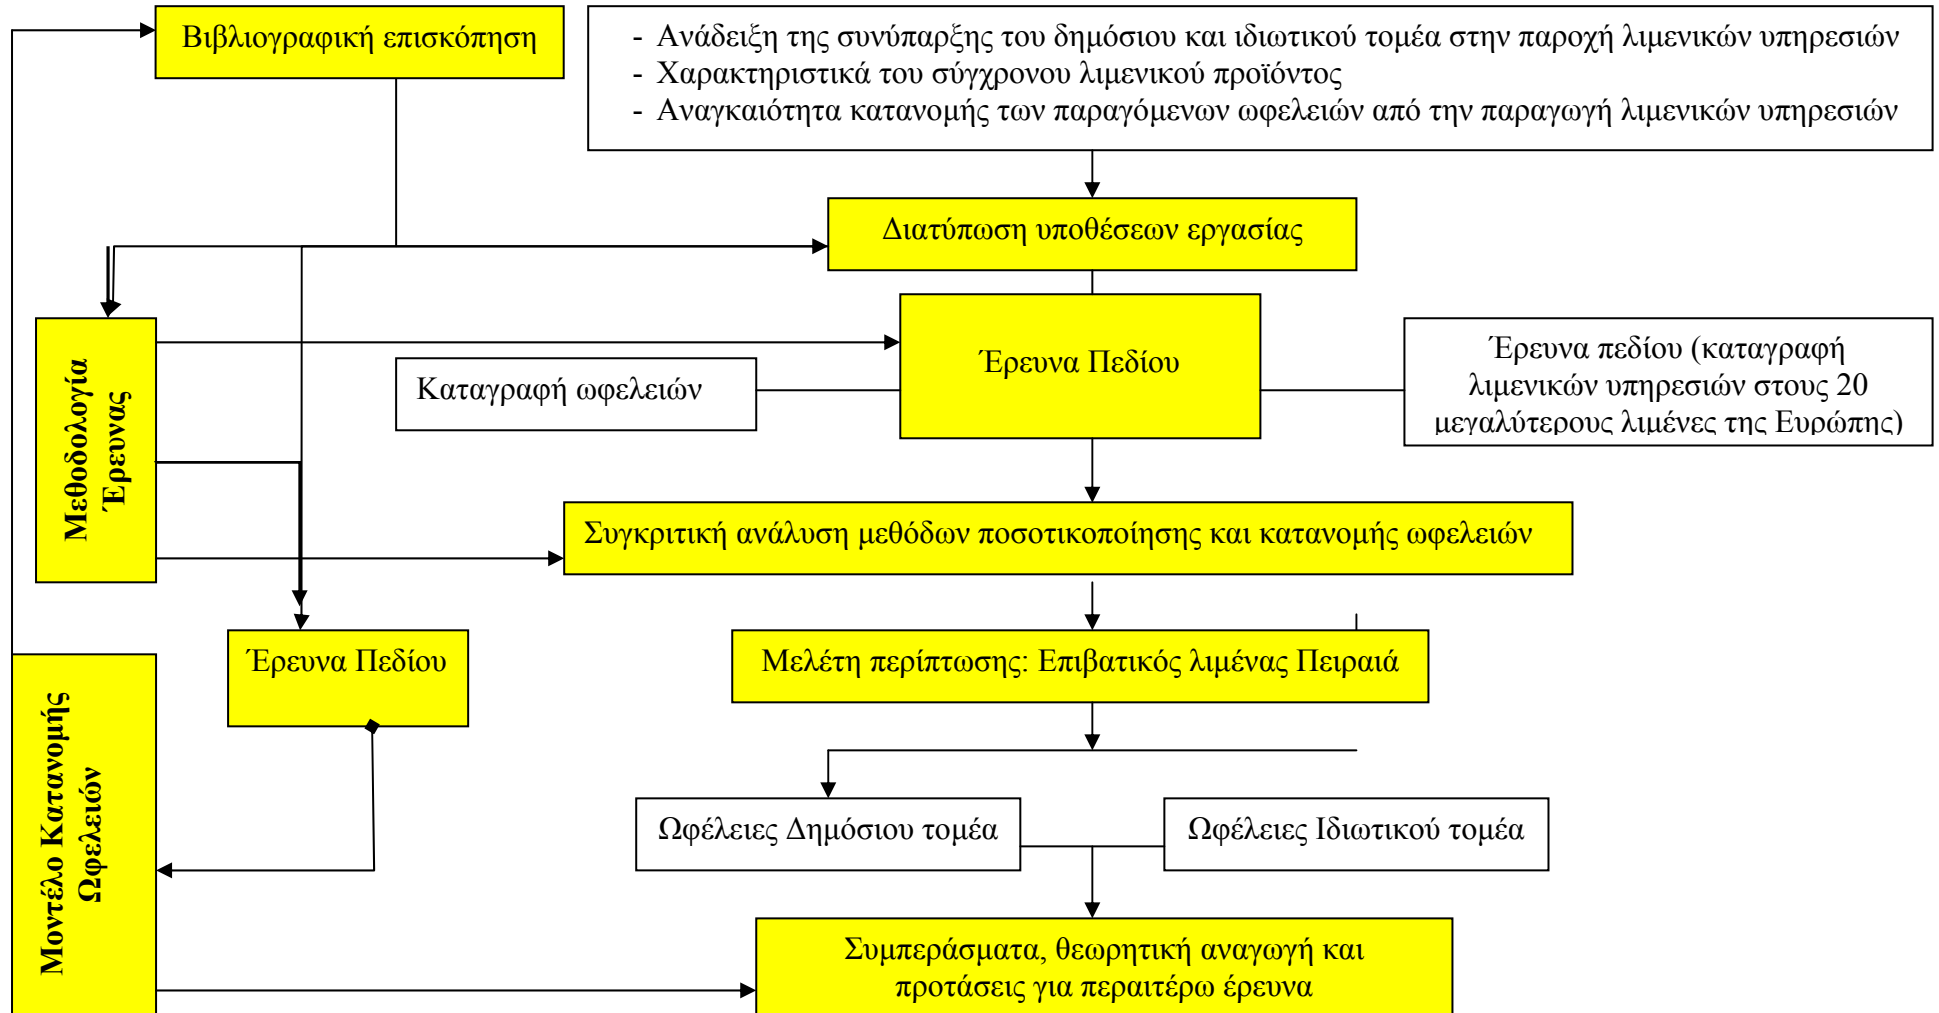 Βιβλιογραφική επισκόπηση
- Ανάδειξη της συνύπαρξης του δημόσιου και ιδιωτικού τομέα στην παροχή λιμενικών υπηρεσιών
- Χαρακτηριστικά του σύγχρονου λιμενικού προϊόντος
- Αναγκαιότητα κατανομής των παραγόμενων ωφελειών από την παραγωγή λιμενικών υπηρεσιών
Διατύπωση υποθέσεων εργασίας
Μεθοδολογία
Έρευνας
Καταγραφή ωφελειών
Έρευνα Πεδίου
Έρευνα πεδίου (καταγραφή
λιμενικών υπηρεσιών στους 20
μεγαλύτερους λιμένες της Ευρώπης)
Συγκριτική ανάλυση μεθόδων ποσοτικοποίησης και κατανομής ωφελειών
Έρευνα Πεδίου
Μελέτη περίπτωσης: Επιβατικός λιμένας Πειραιά
Μοντέλο Κατανομής
Ωφελειών
Ωφέλειες Δημόσιου τομέα
Ωφέλειες Ιδιωτικού τομέα
Συμπεράσματα, θεωρητική αναγωγή και
προτάσεις για περαιτέρω έρευνα